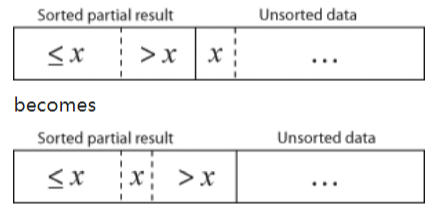 Sorted partial result Unsorted data
≤ x > x x ...
becomes
Sorted partial result Unsorted data
≤ x x > x ...